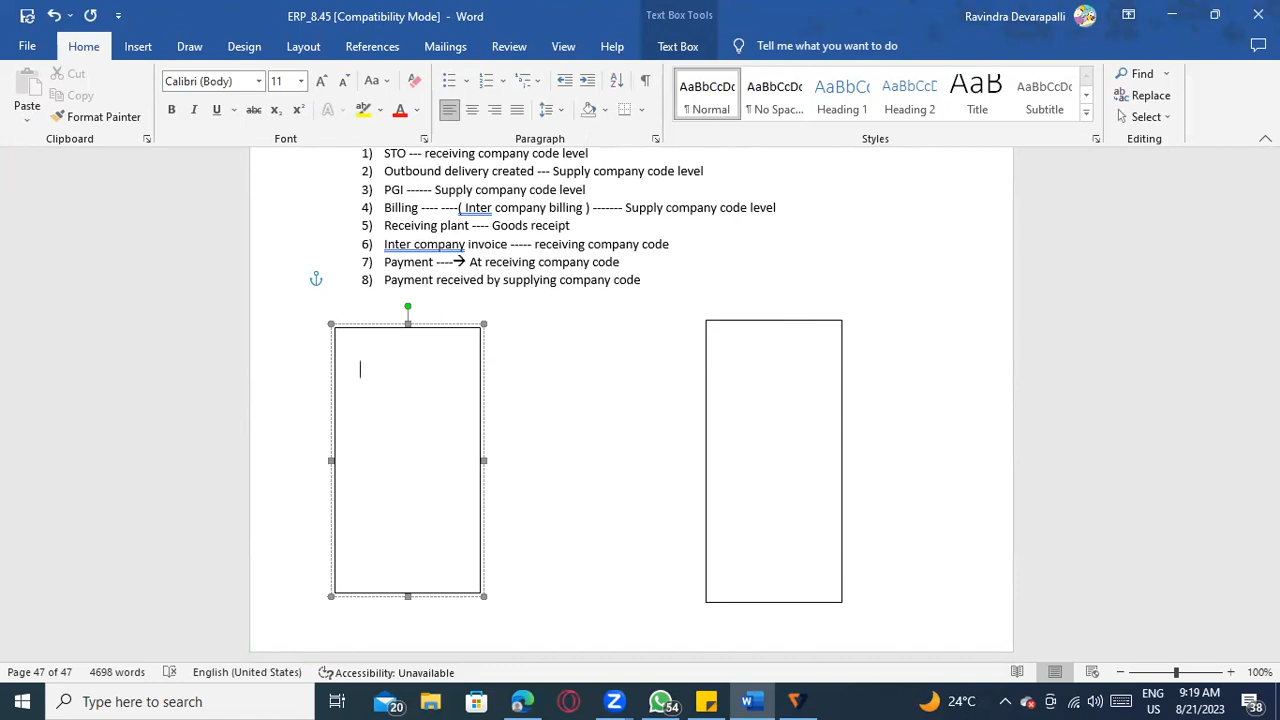 ERP_8.45 [Compatibility Mode] - Word
Text Box Tools
Ravindra Devarapalli
File
Home
Insert
Draw
Design
Layout
References
Mailings
Review
View
Help
Text Box
Tell me what you want to do
Paste
Cut
Copy
Format Painter
Clipboard
Calibri (Body)
11
Font
Paragraph
AaBbCcDc
¶ Normal
AaBbCcDc
¶ No Spac...
AaBbC
Heading 1
AaBbCcD
Heading 2
AaB
Title
AaBbCcD
Subtitle
Styles
Find
Replace
Select
Editing
1) STO --- receiving company code level
2) Outbound delivery created --- Supply company code level
3) PGI ------ Supply company code level
4) Billing ---- ----( Inter company billing ) ------- Supply company code level
5) Receiving plant ---- Goods receipt
6) Inter company invoice ----- receiving company code
7) Payment ----→ At receiving company code
8) Payment received by supplying company code
Page 47 of 47
4698 words
English (United States)
Accessibility: Unavailable
100%
Type here to search
20
54
24°C
ENG
US
9:19 AM
8/21/2023
38